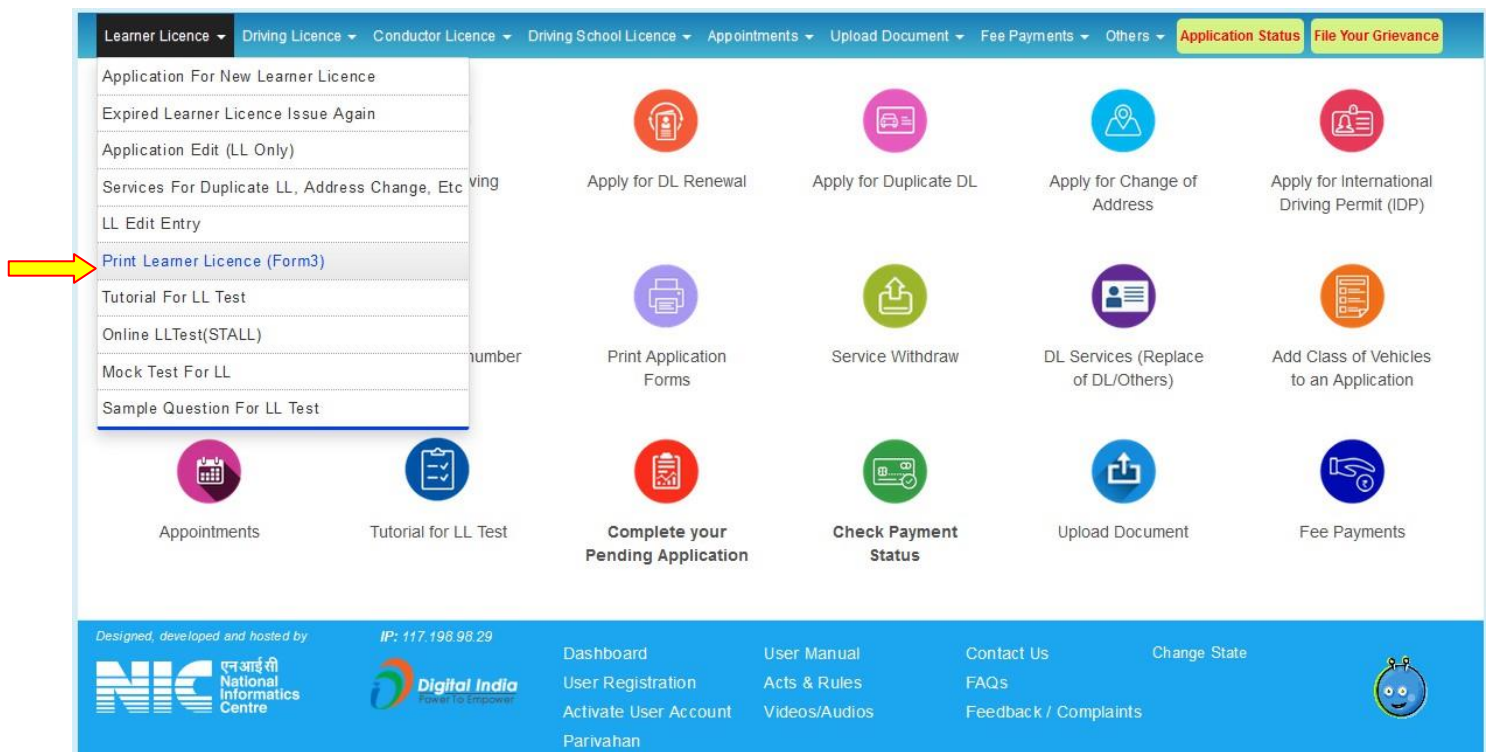 Learner Licence Driving Licence Conductor Licence Driving School Licence Appointments Upload Document Fee Payments Others Application Status File Your Grievance
Application For New Learner Licence
Expired Learner Licence Issue Again
Application Edit (LL Only)
Services For Duplicate LL, Address Change, Etc
LL Edit Entry
Print Learner Licence (Form3)
Tutorial For LL Test
Online LLTest(STALL)
Mock Test For LL
Sample Question For LL Test
ving
Apply for DL Renewal
Apply for Duplicate DL
Apply for Change of
Address
Apply for International
Driving Permit (IDP)
number
Print Application
Forms
Service Withdraw
DL Services (Replace
of DL/Others)
Add Class of Vehicles
to an Application
Appointments
Tutorial for LL Test
Complete your
Pending Application
Check Payment
Status
Upload Document
Fee Payments
Designed, developed and hosted by
NIC
एन आई सी
National
Informatics
Centre
IP: 117.198.98.29
Digital India
Power To Empower
Dashboard
User Registration
Activate User Account
Parivahan
User Manual
Acts & Rules
Videos/Audios
Contact Us
FAQs
Feedback / Complaints
Change State